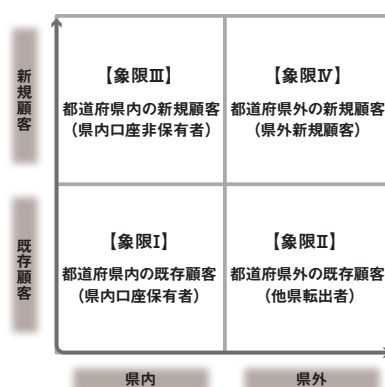 新規顧客
【象限Ⅲ】
都道府県内の新規顧客
（県内口座非保有者）
【象限Ⅳ】
都道府県外の新規顧客
（県外新規顧客）
既存顧客
【象限Ⅰ】
都道府県内の既存顧客
（県内口座保有者）
【象限Ⅱ】
都道府県外の既存顧客
（他県転出者）
県内
県外